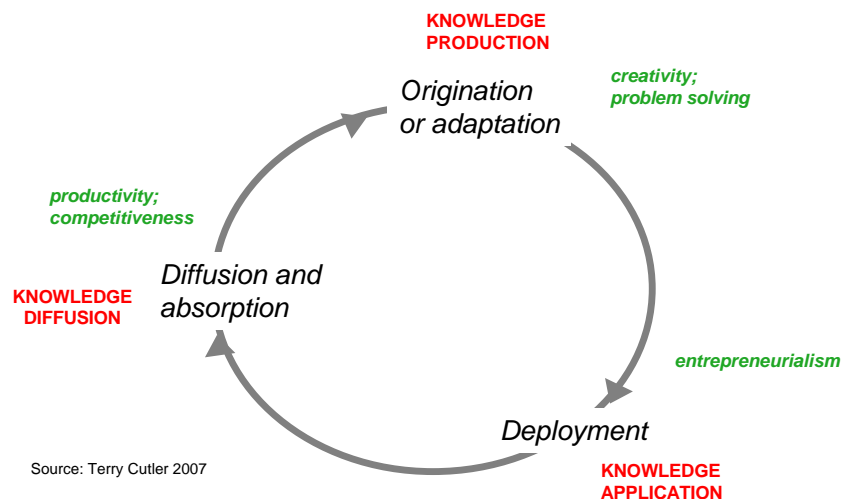 KNOWLEDGE
PRODUCTION
creativity;
problem solving
Origination
or adaptation
productivity;
competitiveness
Diffusion and
absorption
KNOWLEDGE
DIFFUSION
entrepreneurialism
Deployment
KNOWLEDGE
APPLICATION
Source: Terry Cutler 2007